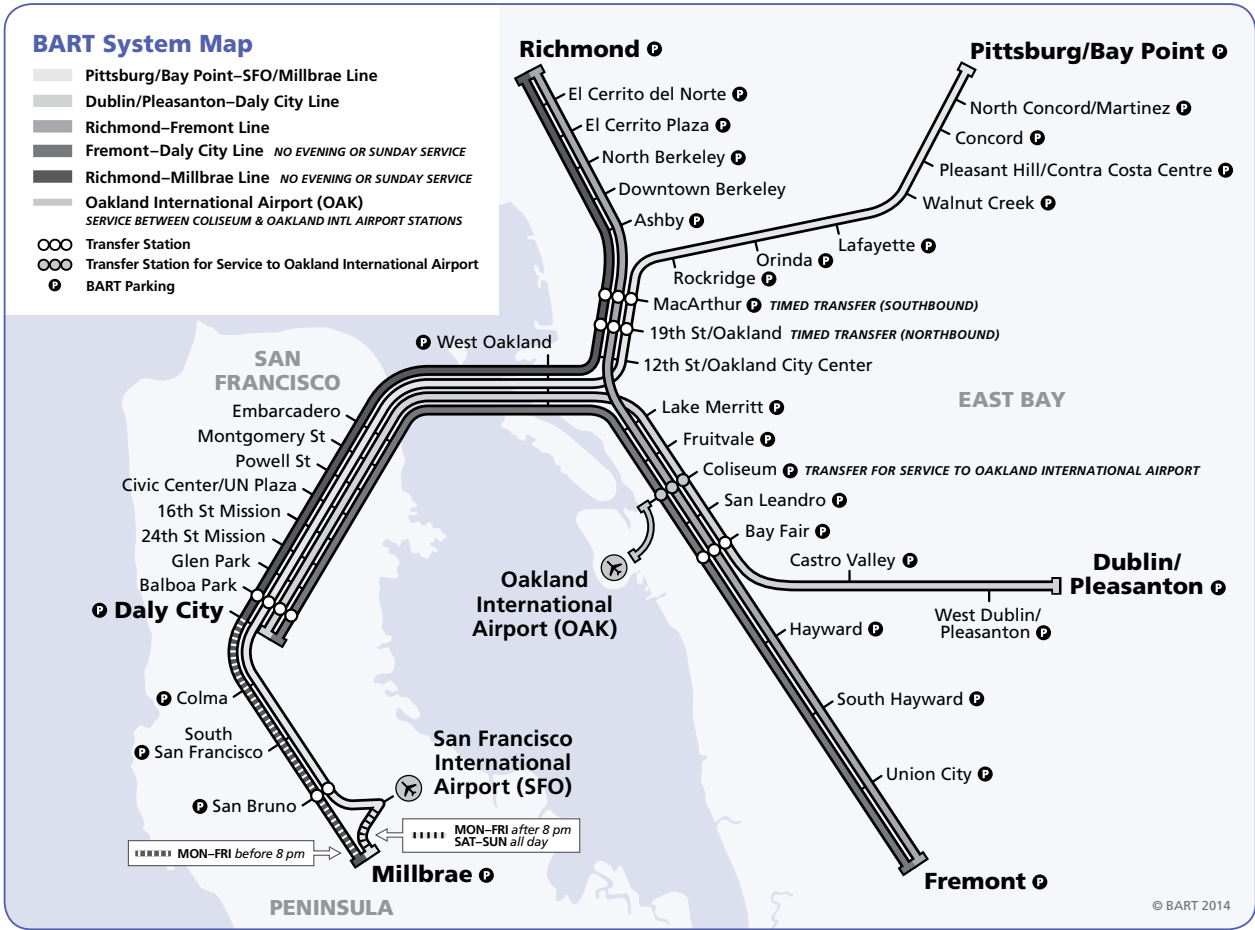 BART System Map
Pittsburg/Bay Point–SFO/Millbrae Line
Dublin/Pleasanton–Daly City Line
Richmond–Fremont Line
Fremont–Daly City Line NO EVENING OR SUNDAY SERVICE
Richmond–Millbrae Line NO EVENING OR SUNDAY SERVICE
Oakland International Airport (OAK)
SERVICE BETWEEN COLISEUM & OAKLAND INTL AIRPORT STATIONS
Transfer Station
Transfer Station for Service to Oakland International Airport
P BART Parking
Richmond P
El Cerrito del Norte P
El Cerrito Plaza P
North Berkeley P
Downtown Berkeley
Ashby P
Pittsburg/Bay Point P
North Concord/Martinez P
Concord P
Pleasant Hill/Contra Costa Centre P
Walnut Creek P
Lafayette P
Orinda P
Rockridge P
MacArthur P TIMED TRANSFER (SOUTHBOUND)
19th St/Oakland TIMED TRANSFER (NORTHBOUND)
12th St/Oakland City Center
P West Oakland
SAN
FRANCISCO
EAST BAY
Embarcadero
Montgomery St
Powell St
Civic Center/UN Plaza
16th St Mission
24th St Mission
Glen Park
Balboa Park
P Daly City
Lake Merritt P
Fruitvale P
Coliseum P TRANSFER FOR SERVICE TO OAKLAND INTERNATIONAL AIRPORT
San Leandro P
Bay Fair P
Castro Valley P
Dublin/
Pleasanton P
West Dublin/
Pleasanton P
Oakland
International
Airport (OAK)
Hayward P
South Hayward P
Union City P
Fremont P
P Colma
South
P San Francisco
P San Bruno
San Francisco
International
Airport (SFO)
MON–FRI after 8 pm
SAT–SUN all day
MON–FRI before 8 pm
Millbrae P
PENINSULA
© BART 2014